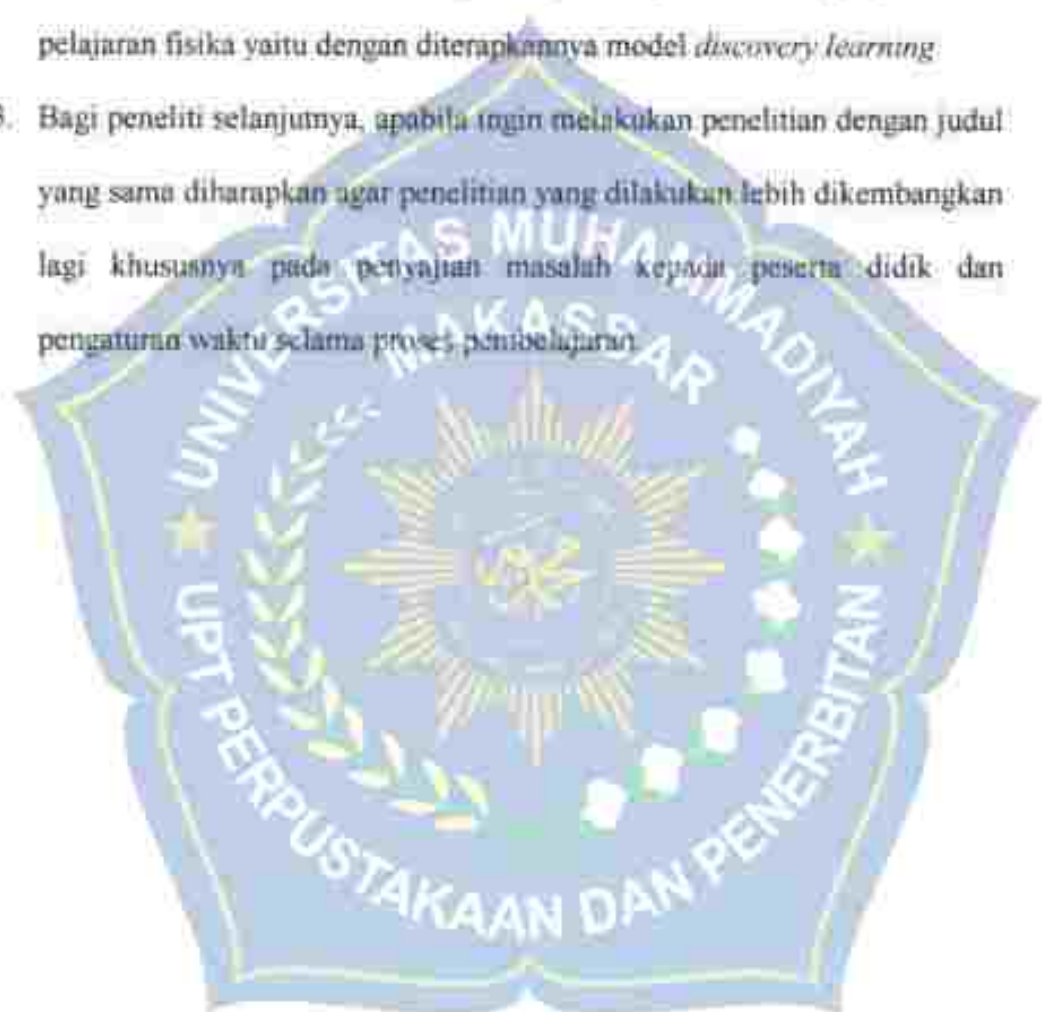 pelajaran fisika yaitu dengan diterapkannya model discovery learning
3. Bagi peneliti selanjutnya, apabila ingin melakukan penelitian dengan judul
yang sama diharapkan agar penelitian yang dilakukan lebih dikembangkan
lagi khususnya pada penyajian masalah kepada peserta didik dan
pengaturan waktu selama proses pembelajaran.
UNIVERSITAS MUHAMMADIYAH
MAKASSAR
UPT PERPUSTAKAAN DAN PENERBITAN